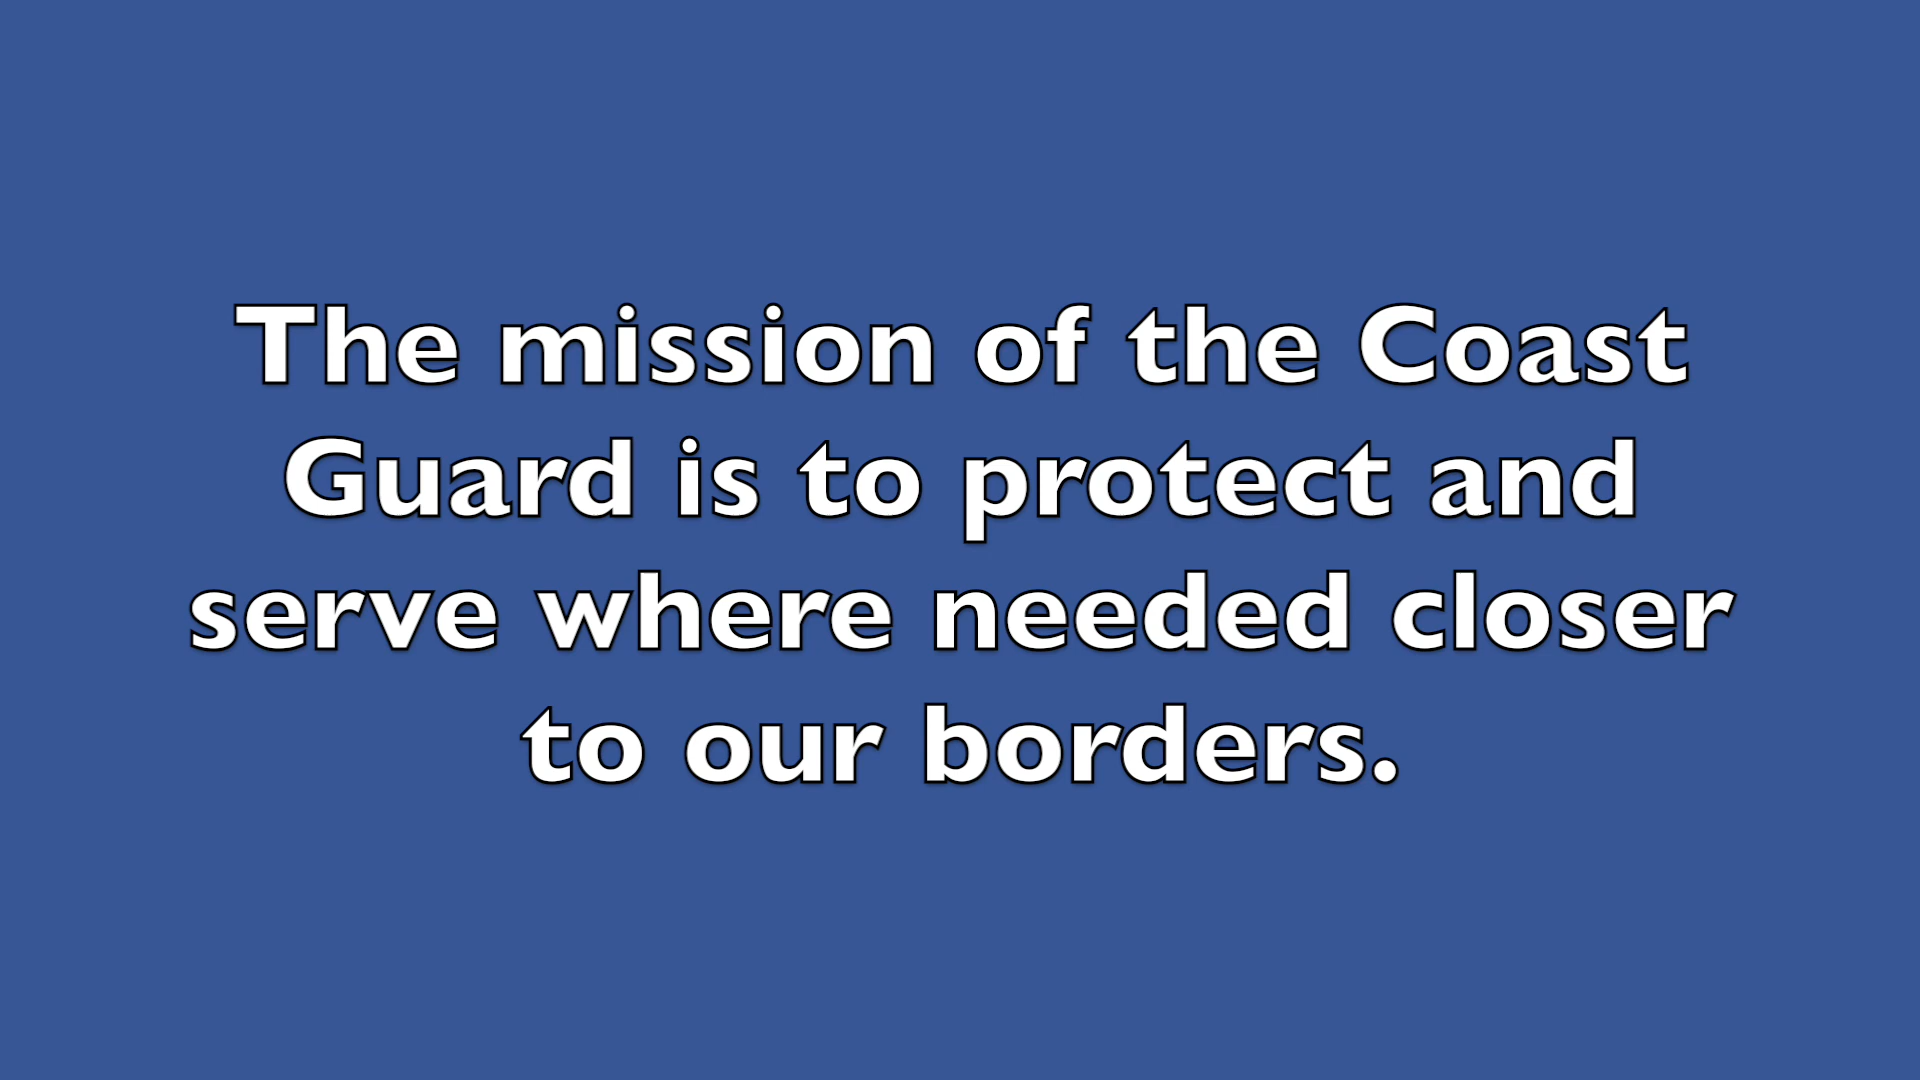 The mission of the Coast
Guard is to protect and
serve where needed closer
to our borders.